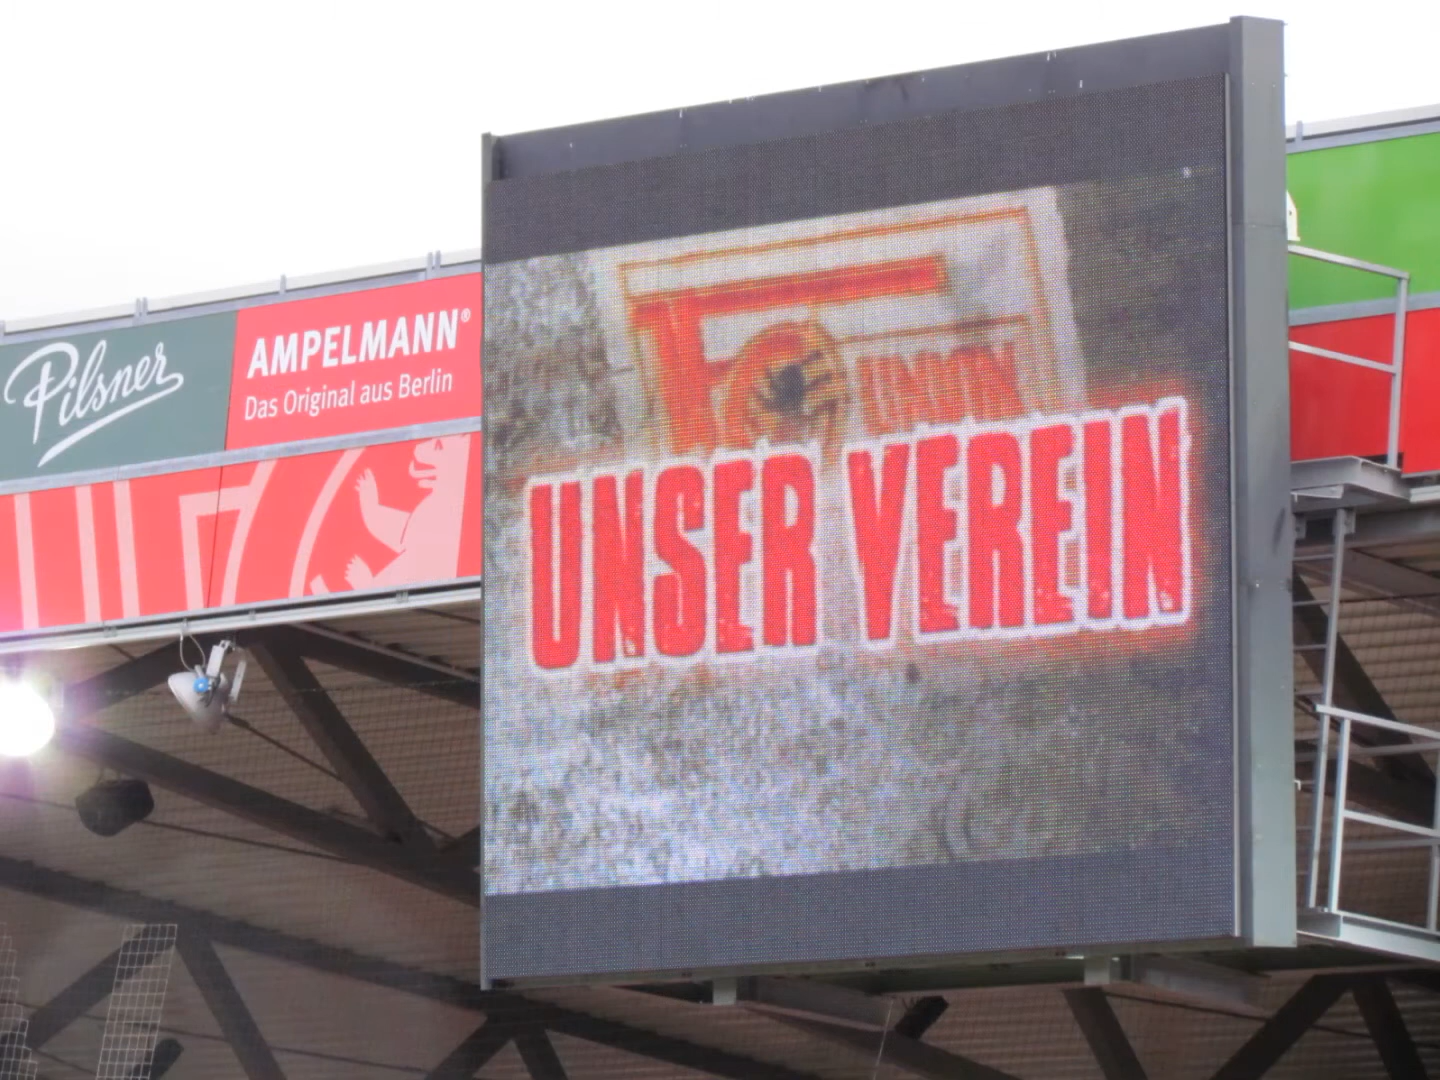 Pilsner
AMPELMANN®
Das Original aus Berlin
UNION
UNSER VEREIN